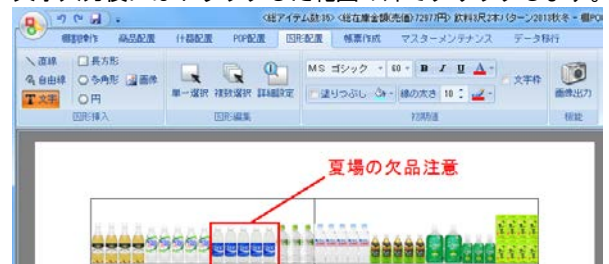 <総アイテム数:35> <総在庫金額(売価):72977円> 飲料3尺2本パターン2013秋冬 - 棚POW
棚割操作 商品配置 什器配置 POP配置 図形配置 帳票作成 マスターメンテナンス データ移行
直線 長方形
自由線 多角形 画像
T 文字 円
単一選択 複数選択 詳細設定
MS ゴシック 60 B I U A
塗りつぶし 線の太さ 10
文字枠
画像出力
図形挿入 図形編集 初期値 機能
夏場の欠品注意